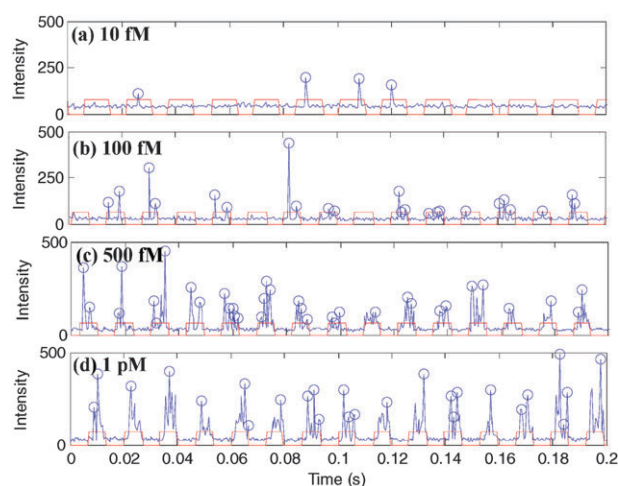 500
(a) 10 fM
Intensity
250
0
500
(b) 100 fM
Intensity
250
0
500
(c) 500 fM
Intensity
0
500
(d) 1 pM
Intensity
0
0 0.02 0.04 0.06 0.08 0.10 0.12 0.14 0.16 0.18 0.2
Time (s)